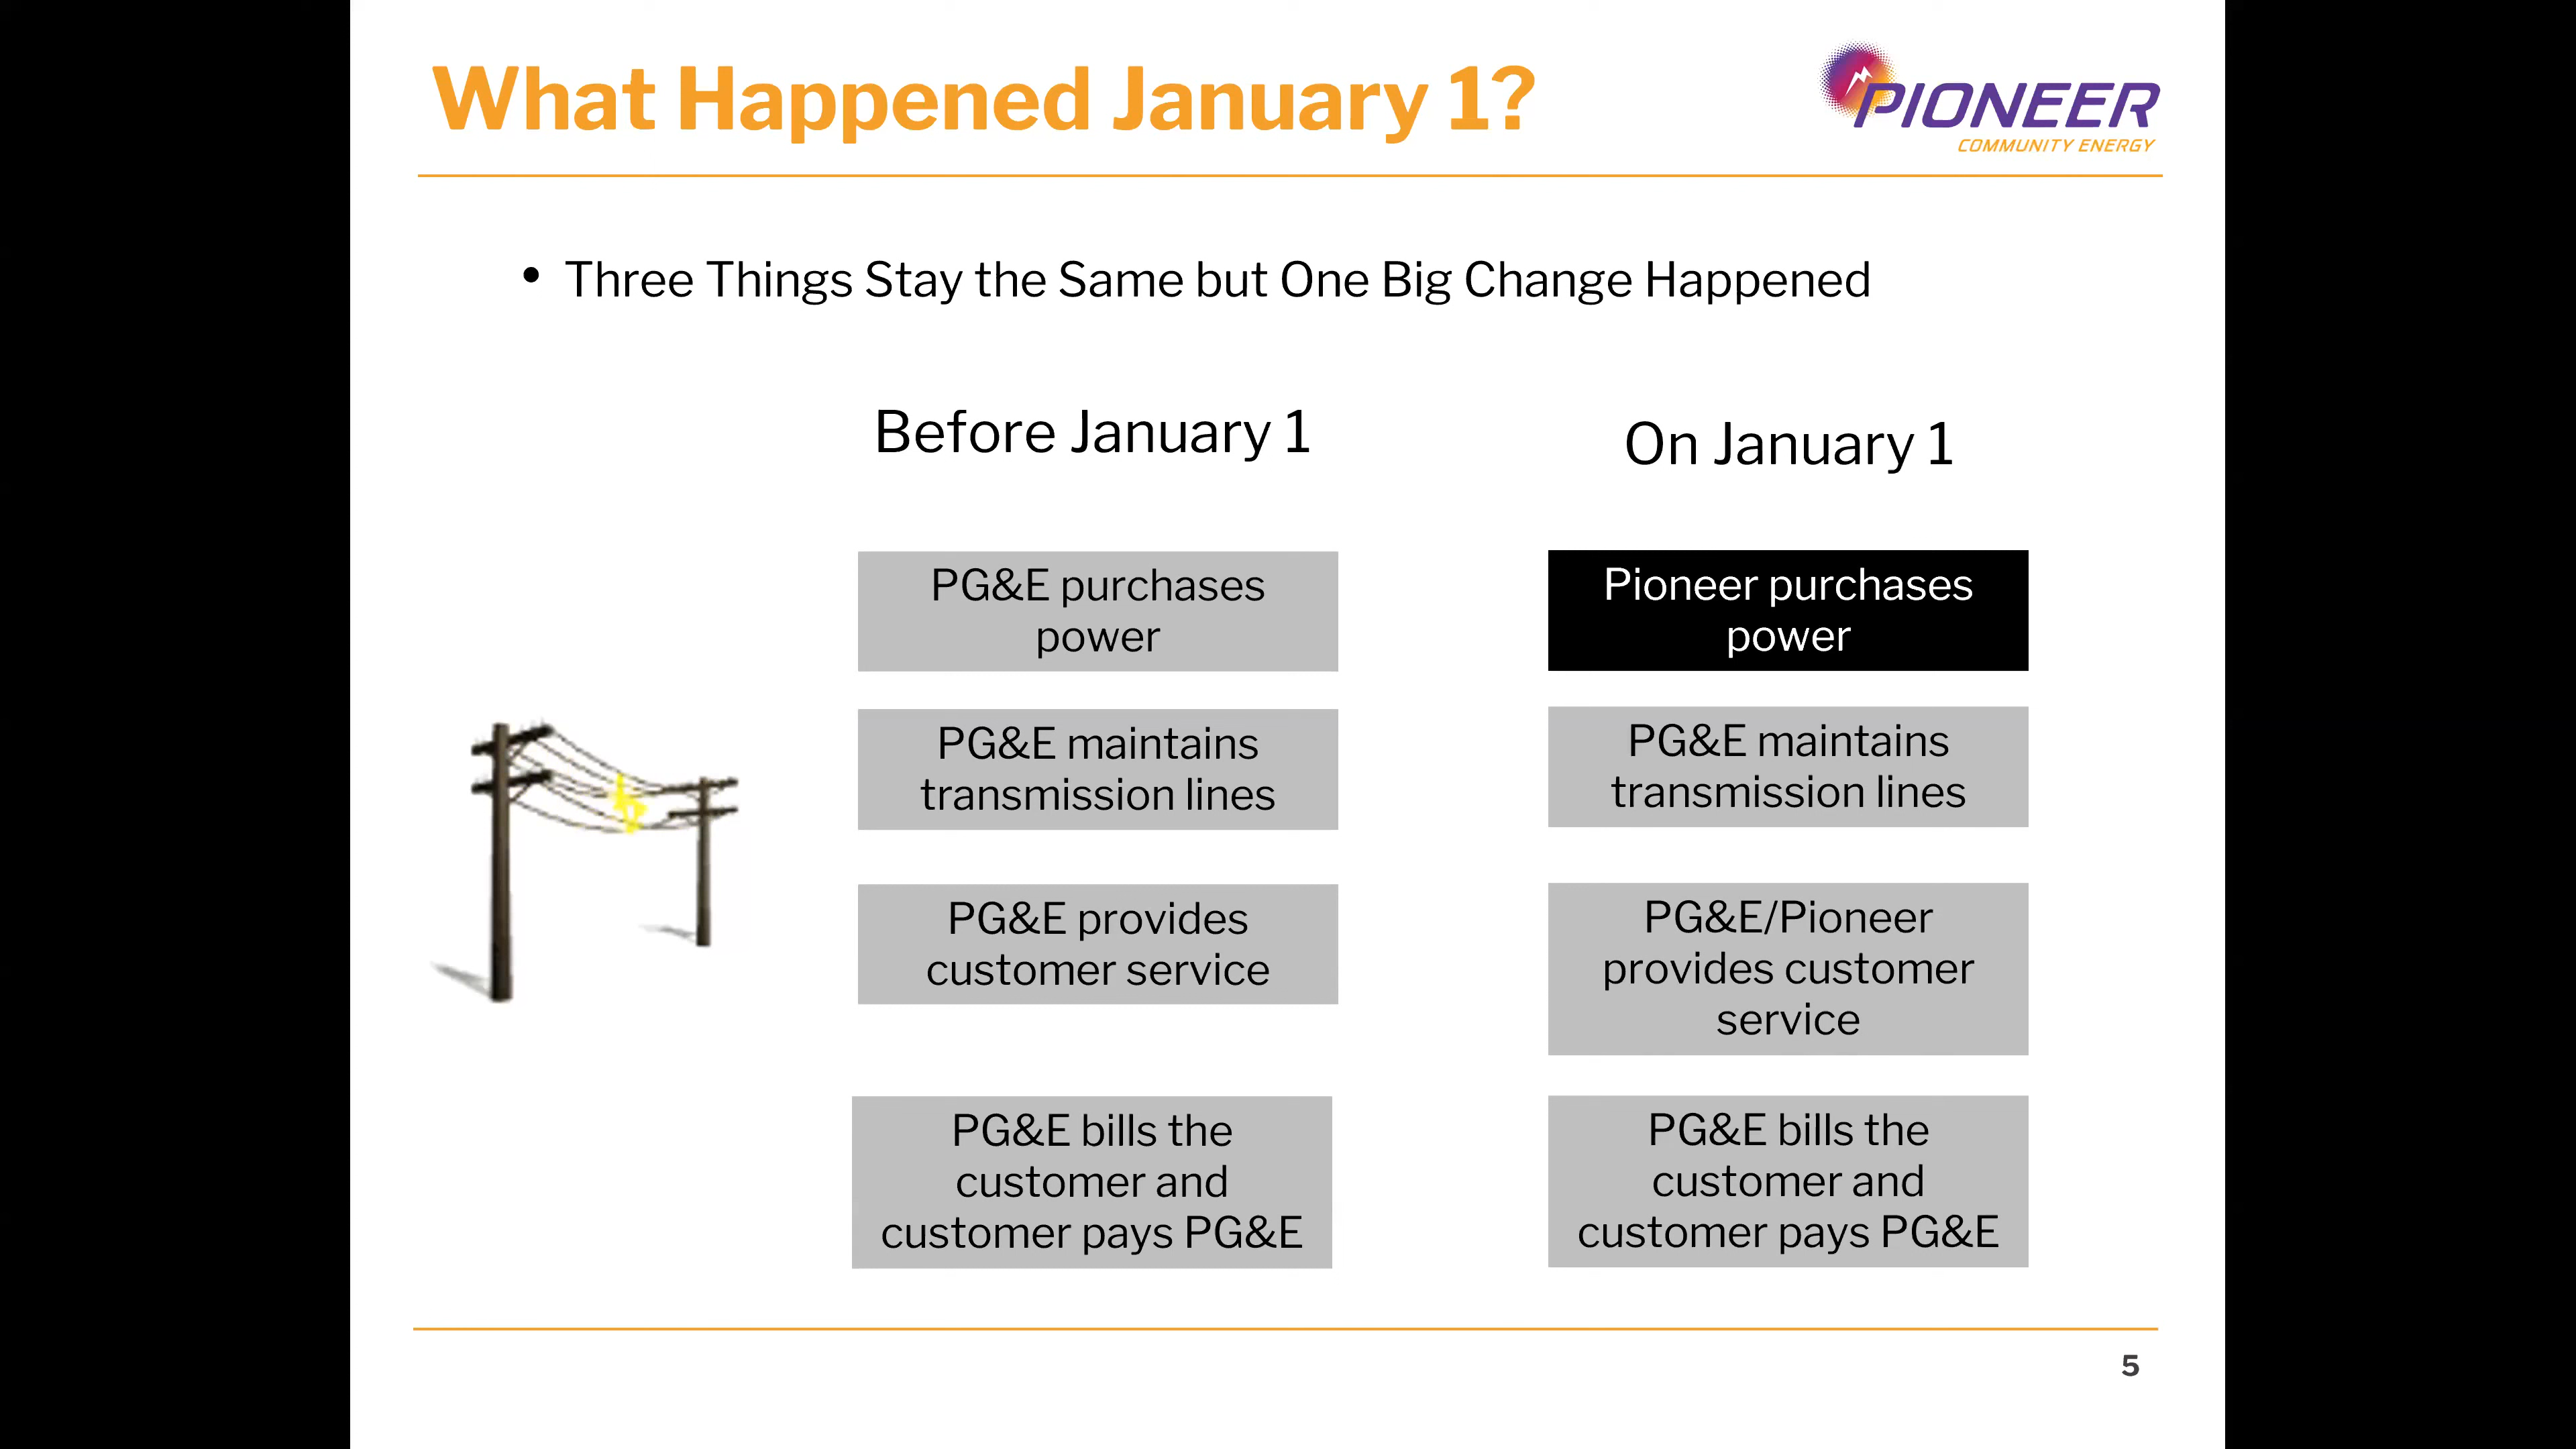 What Happened January 1?
PIONEER
COMMUNITY ENERGY
• Three Things Stay the Same but One Big Change Happened
Before January 1
On January 1
PG&E purchases
power
Pioneer purchases
power
PG&E maintains
transmission lines
PG&E maintains
transmission lines
PG&E provides
customer service
PG&E/Pioneer
provides customer
service
PG&E bills the
customer and
customer pays PG&E
PG&E bills the
customer and
customer pays PG&E
5